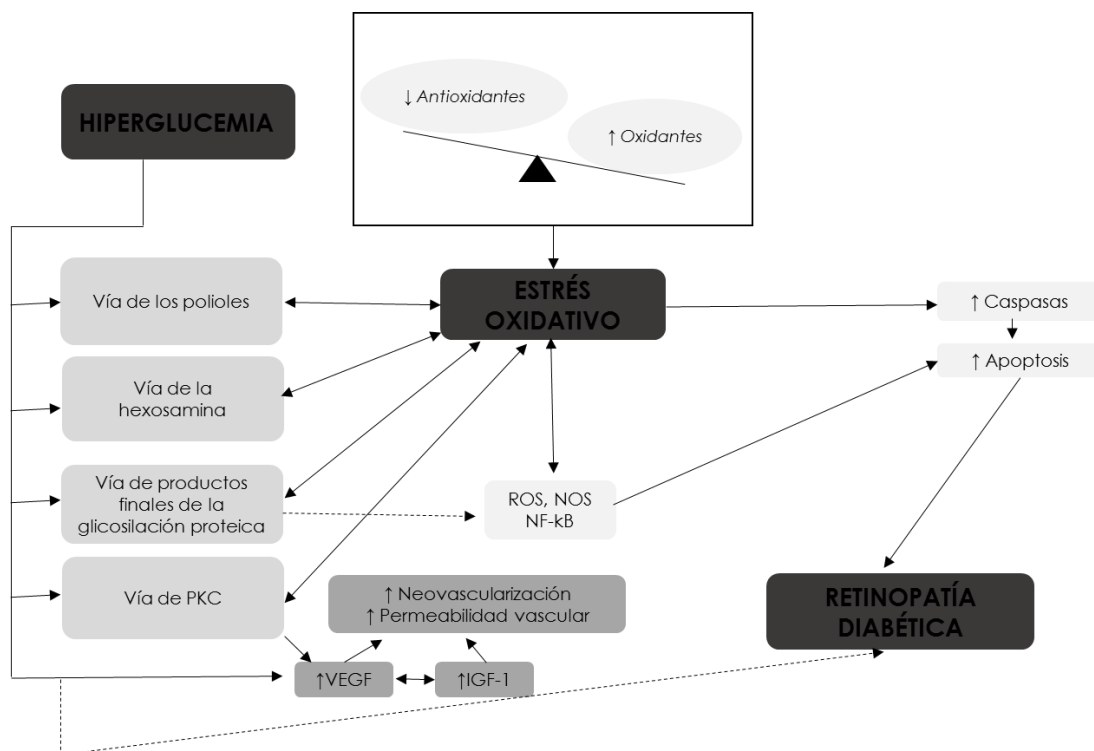 ↓ Antioxidantes
↑ Oxidantes
HIPERGLUCEMIA
Vía de los polioles
ESTRÉS
OXIDATIVO
↑ Caspasas
↑ Apoptosis
Vía de la
hexosamina
Vía de productos
finales de la
glicosilación proteica
ROS, NOS
NF-kB
Vía de PKC
↑ Neovascularización
↑ Permeabilidad vascular
RETINOPATÍA
DIABÉTICA
↑VEGF
↑IGF-1